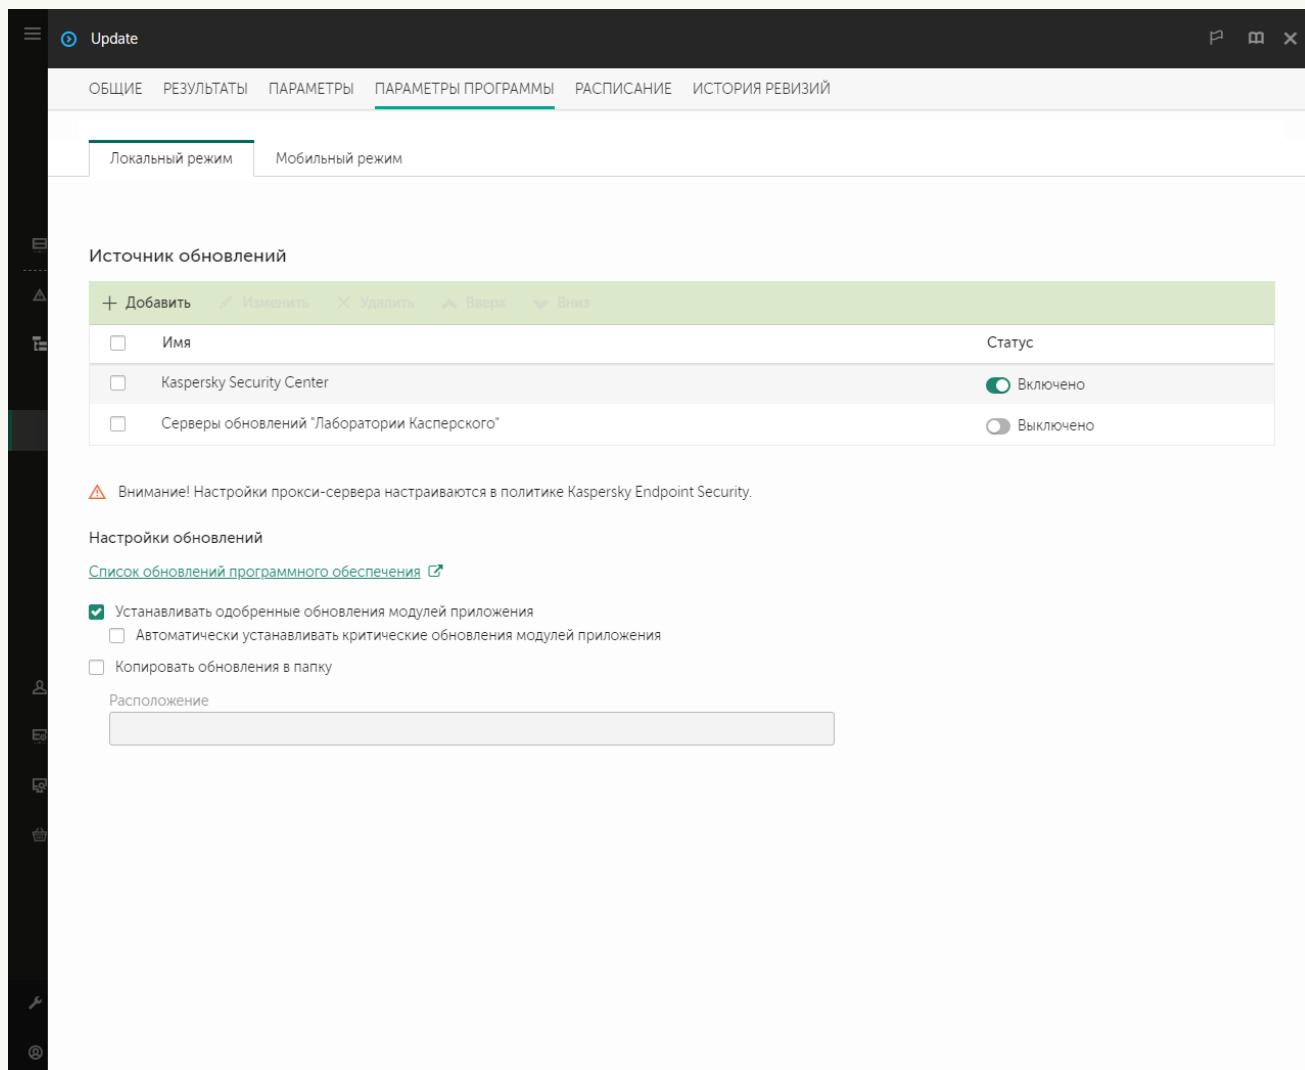 Update
ОБЩИЕ РЕЗУЛЬТАТЫ ПАРАМЕТРЫ ПАРАМЕТРЫ ПРОГРАММЫ РАСПИСАНИЕ ИСТОРИЯ РЕВИЗИЙ
Локальный режим Мобильный режим
Источник обновлений
Добавить Изменить Удалить Вверх Вниз
Имя Статус
Kaspersky Security Center Включено
Серверы обновлений "Лаборатории Касперского" Выключено
Внимание! Настройки прокси-сервера настраиваются в политике Kaspersky Endpoint Security.
Настройки обновлений
Список обновлений программного обеспечения
Устанавливать одобренные обновления модулей приложения
Автоматически устанавливать критические обновления модулей приложения
Копировать обновления в папку
Расположение